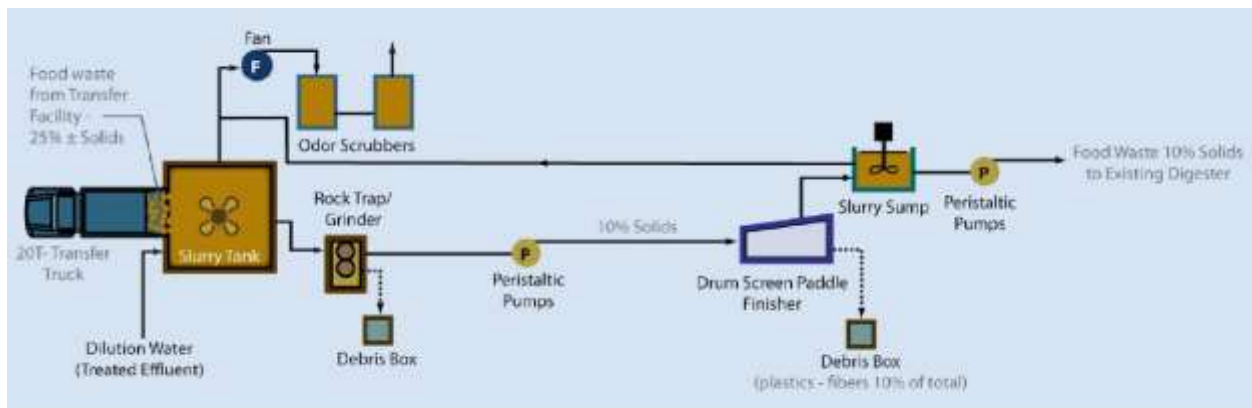 Fan
F
Food waste
from Transfer
Facility -
25% ± Solids
Odor Scrubbers
Slurry Tank
20T- Transfer
Truck
Dilution Water
(Treated Effluent)
Rock Trap/
Grinder
Debris Box
P
Peristaltic
Pumps
10% Solids
Drum Screen Paddle
Finisher
Debris Box
(plastics - fibers 10% of total)
Slurry Sump
P
Peristaltic
Pumps
Food Waste 10% Solids
to Existing Digester